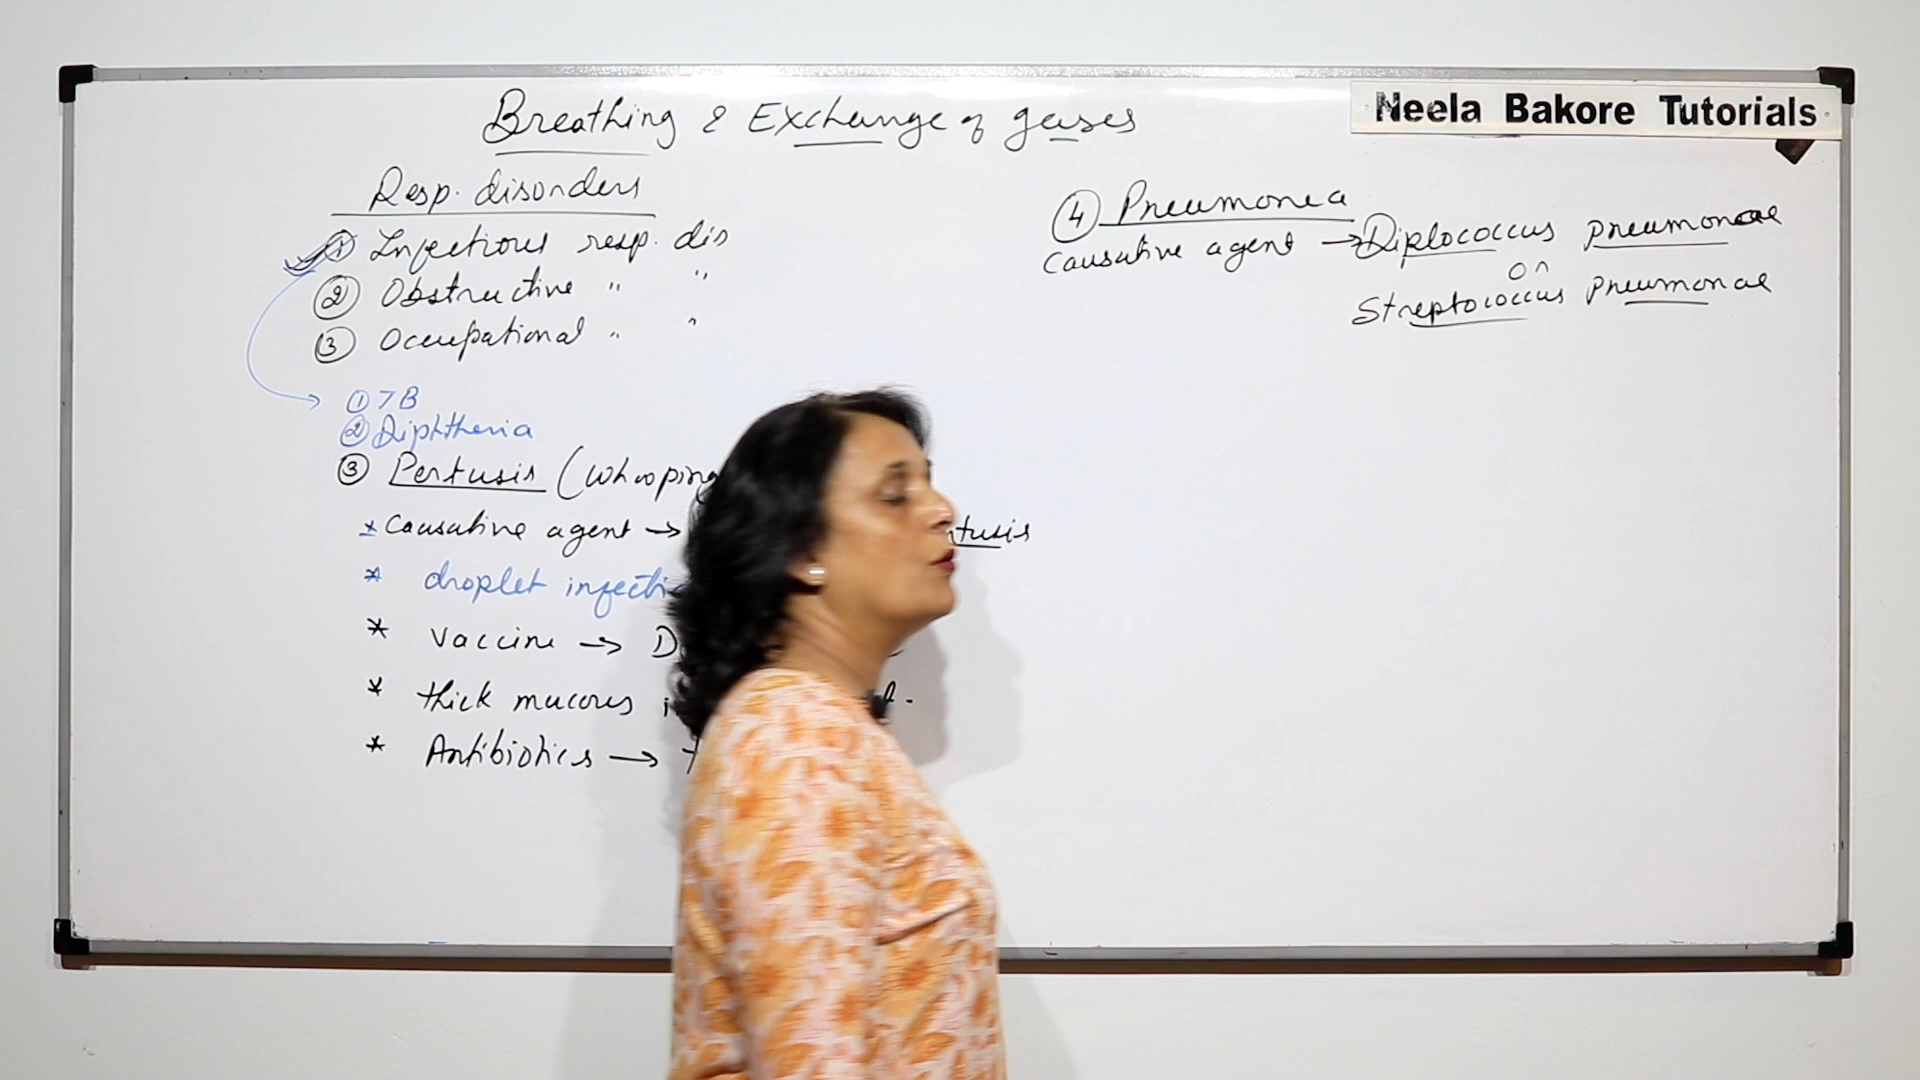 Neela Bakore Tutorials
Breathing & Exchange of gases
Resp. disorders
① Infectious resp. dis
② Obstructive " "
③ Occupational " "
① TB
② Diphtheria
③ Pertusis (whooping
* Causative agent → tusis
* droplet infecti
* vaccine → D
* thick mucous i
* Antibiotics →
④ Pneumonea
Causative agent → Diplococcus pneumonae
or
Streptococcus pneumonae